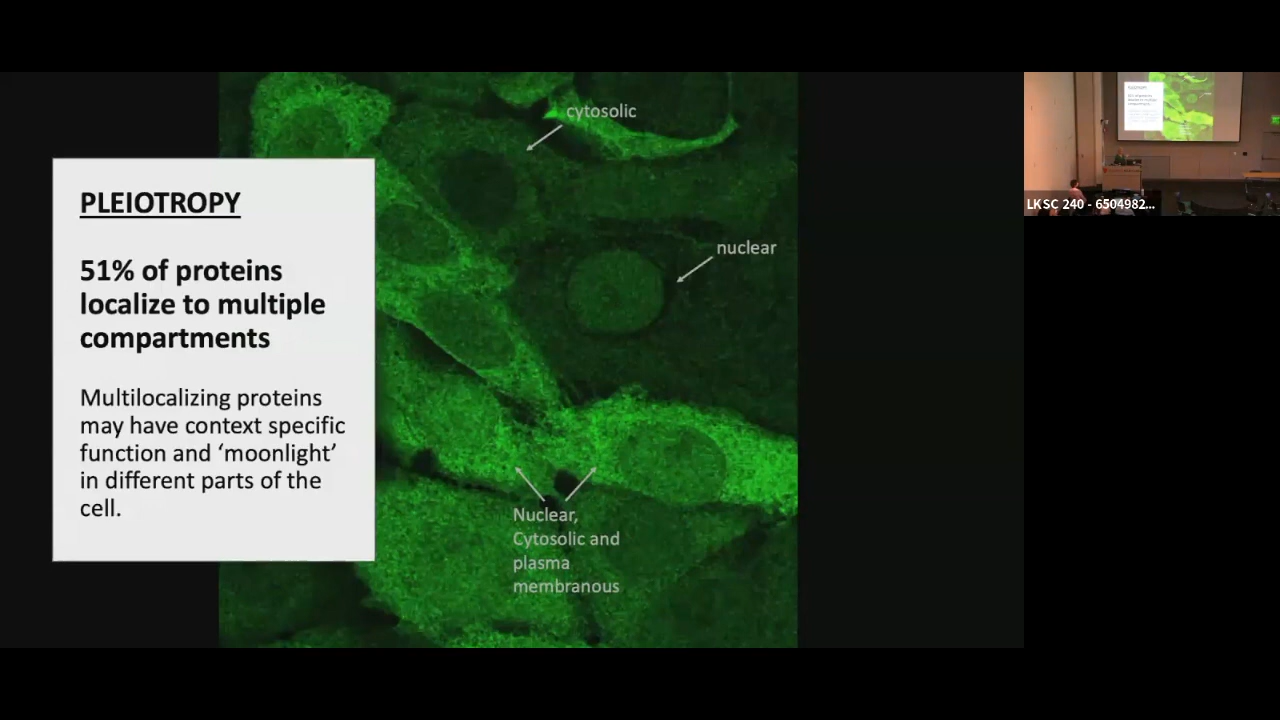 PLEIOTROPY
51% of proteins
localize to multiple
compartments
Multilocalizing proteins
may have context specific
function and ‘moonlight’
in different parts of the
cell.
cytosolic
nuclear
Nuclear,
Cytosolic and
plasma
membranous
LKSC 240 - 6504982...